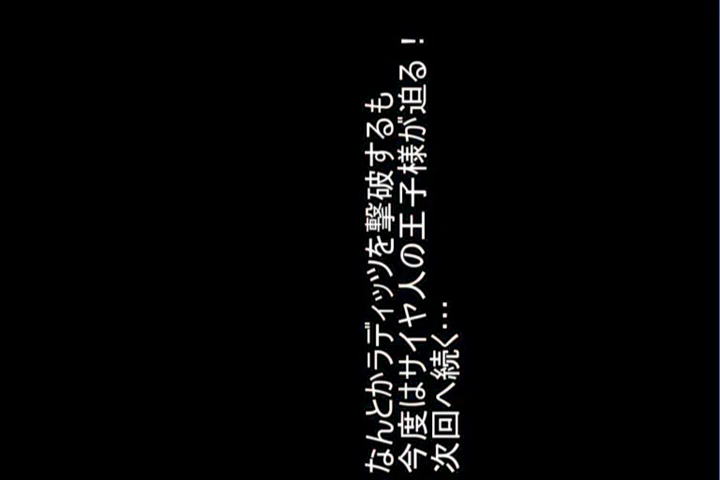 なんとかラディッツを撃破するも
今度はサイヤ人の王子様が迫る！
次回へ続く…